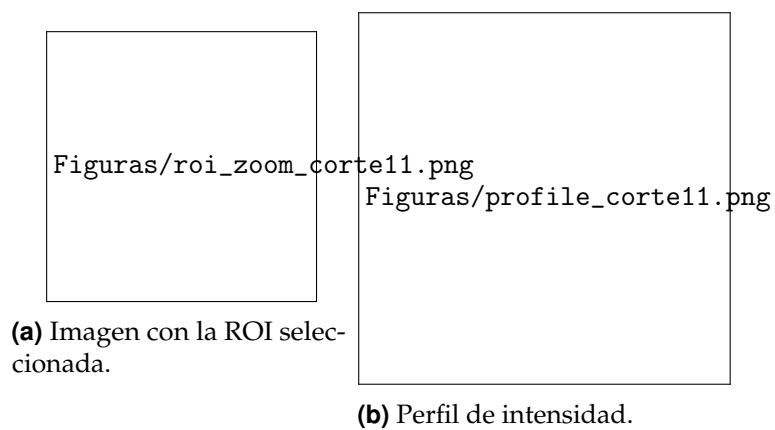 Figuras/roi_zoom_corte11.png
Figuras/profile_corte11.png
(a) Imagen con la ROI selec-
cionada.
(b) Perfil de intensidad.